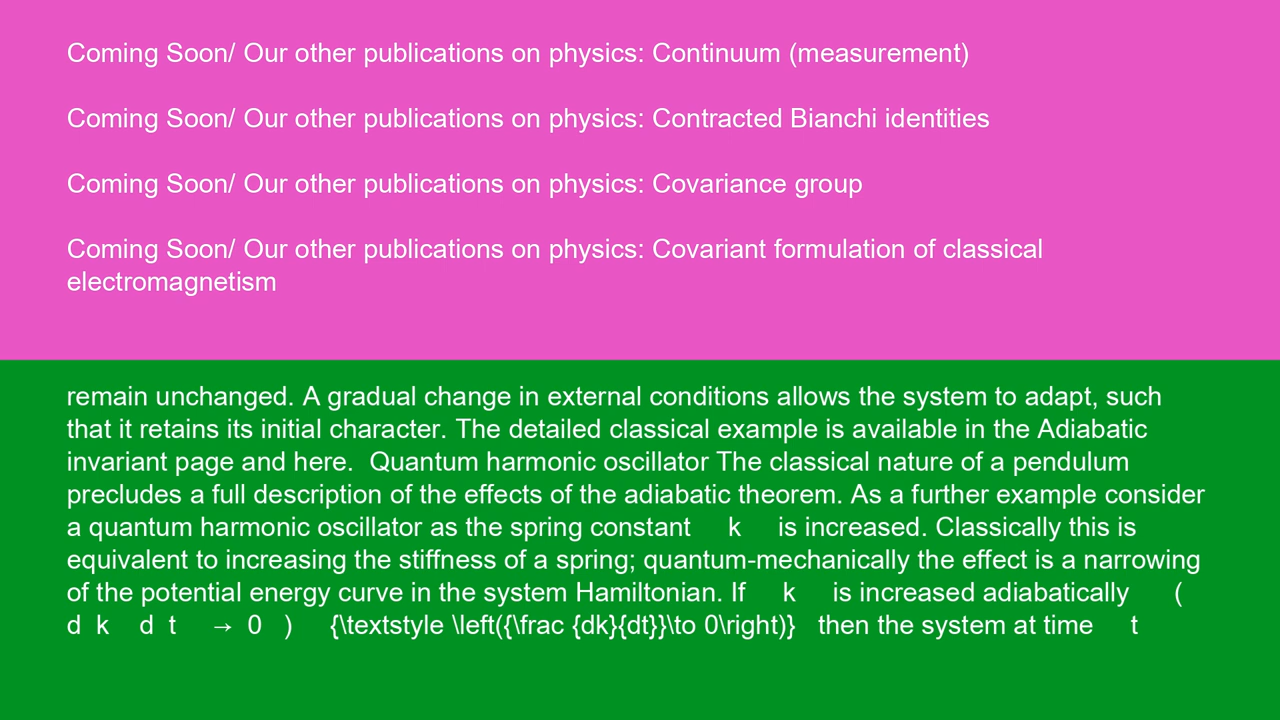 Coming Soon/ Our other publications on physics: Continuum (measurement)
Coming Soon/ Our other publications on physics: Contracted Bianchi identities
Coming Soon/ Our other publications on physics: Covariance group
Coming Soon/ Our other publications on physics: Covariant formulation of classical
electromagnetism
remain unchanged. A gradual change in external conditions allows the system to adapt, such
that it retains its initial character. The detailed classical example is available in the Adiabatic
invariant page and here.  Quantum harmonic oscillator The classical nature of a pendulum
precludes a full description of the effects of the adiabatic theorem. As a further example consider
a quantum harmonic oscillator as the spring constant     k     is increased. Classically this is
equivalent to increasing the stiffness of a spring; quantum-mechanically the effect is a narrowing
of the potential energy curve in the system Hamiltonian. If     k     is increased adiabatically      (
d  k    d  t     →  0   )     {\textstyle \left({\frac {dk}{dt}}\to 0\right)}   then the system at time     t